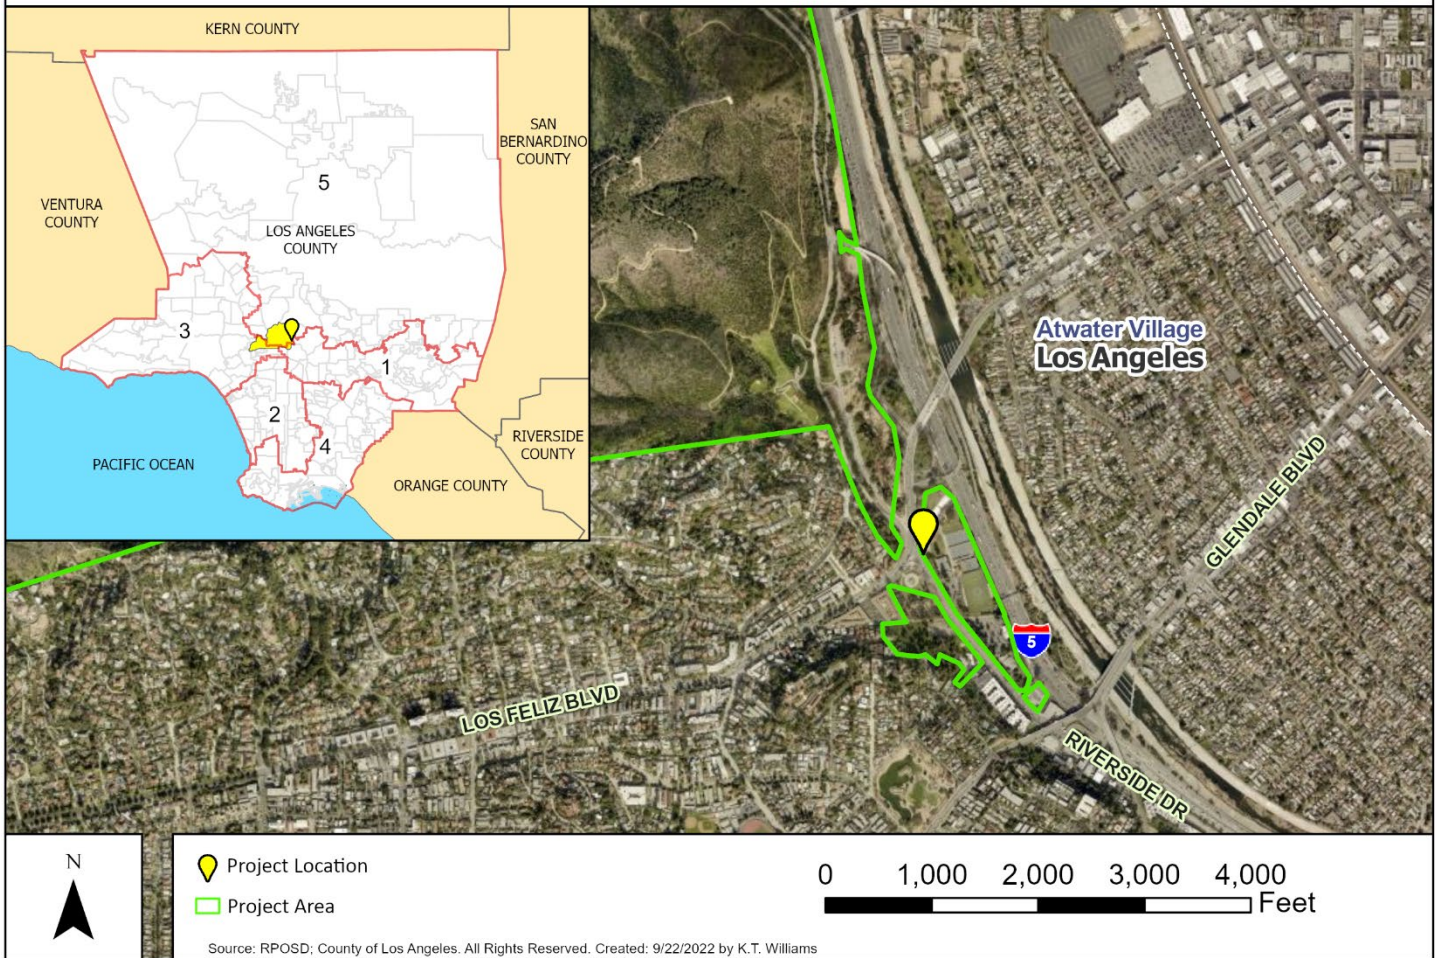 KERN COUNTY
SAN
BERNARDINO
COUNTY
5
VENTURA
COUNTY
LOS ANGELES
COUNTY
3
1
2
4
RIVERSIDE
COUNTY
PACIFIC OCEAN
ORANGE COUNTY
Atwater Village
Los Angeles
GLENDALE BLVD
5
LOS FELIZ BLVD
RIVERSIDE DR
N
Project Location
Project Area
0 1,000 2,000 3,000 4,000
Feet
Source: RPOSD; County of Los Angeles. All Rights Reserved. Created: 9/22/2022 by K.T. Williams